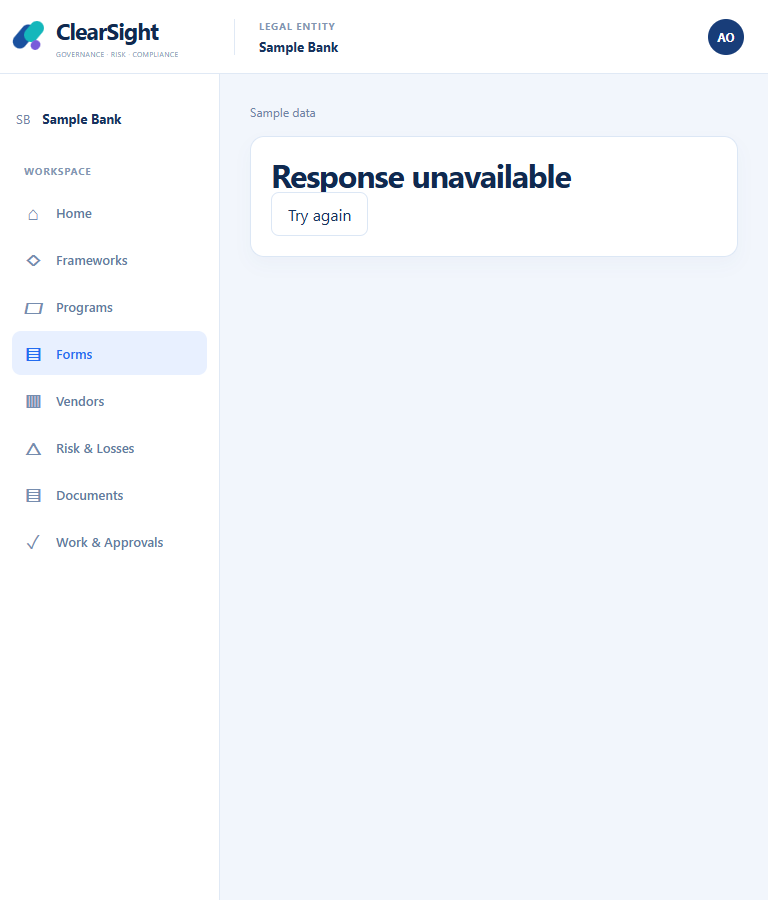 ClearSight
GOVERNANCE · RISK · COMPLIANCE
LEGAL ENTITY
Sample Bank
AO
SB Sample Bank
WORKSPACE
Home
Frameworks
Programs
Forms
Vendors
Risk & Losses
Documents
Work & Approvals
Sample data
Response unavailable
Try again